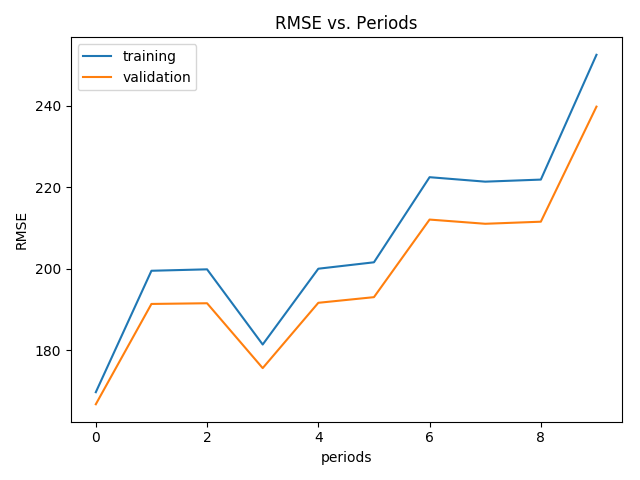 RMSE vs. Periods
training
validation
RMSE
240
220
200
180
0 2 4 6 8
periods